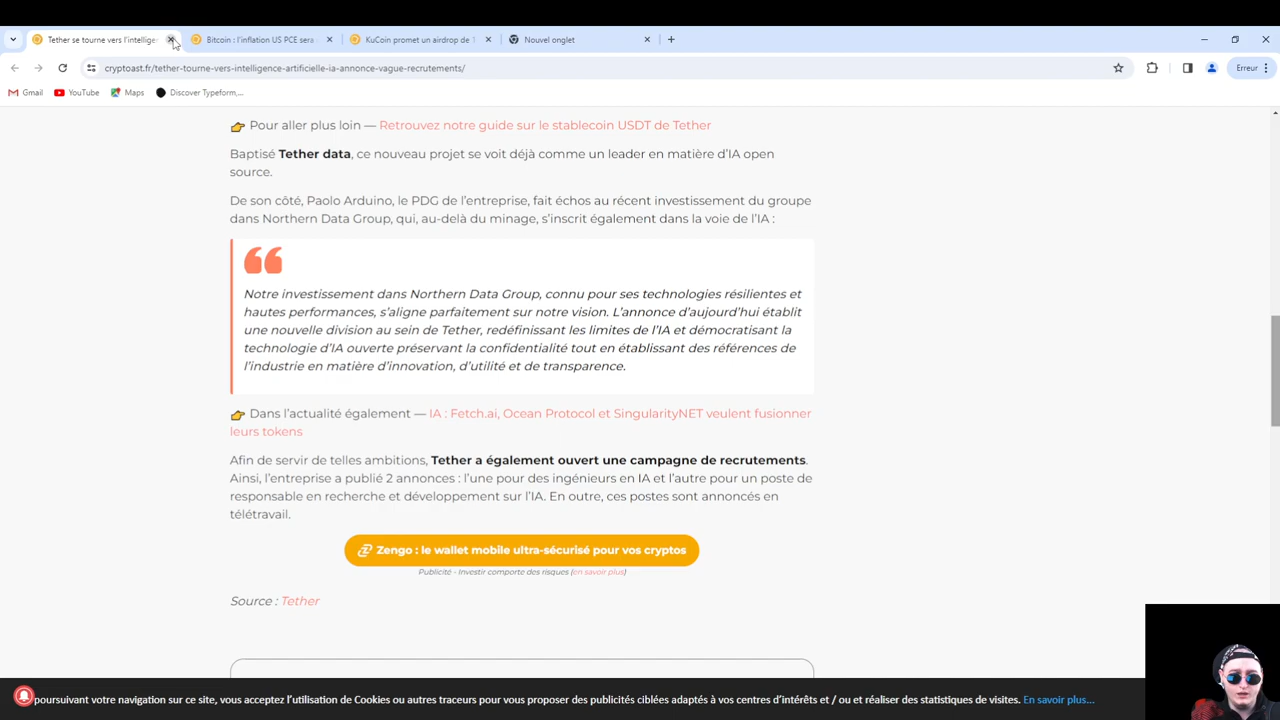 Tether se tourne vers l'intellige
Bitcoin : l'inflation US PCE sera
KuCoin promet un airdrop de 1
Nouvel onglet
cryptoast.fr/tether-tourne-vers-intelligence-artificielle-ia-annonce-vague-recrutements/
Erreur
Gmail
YouTube
Maps
Discover Typeform,...
Pour aller plus loin — Retrouvez notre guide sur le stablecoin USDT de Tether
Baptisé Tether data, ce nouveau projet se voit déjà comme un leader en matière d'IA open
source.
De son côté, Paolo Arduino, le PDG de l'entreprise, fait échos au récent investissement du groupe
dans Northern Data Group, qui, au-delà du minage, s'inscrit également dans la voie de l'IA :
Notre investissement dans Northern Data Group, connu pour ses technologies résilientes et
hautes performances, s'aligne parfaitement sur notre vision. L'annonce d'aujourd'hui établit
une nouvelle division au sein de Tether, redéfinissant les limites de l'IA et démocratisant la
technologie d'IA ouverte préservant la confidentialité tout en établissant des références de
l'industrie en matière d'innovation, d'utilité et de transparence.
Dans l'actualité également — IA : Fetch.ai, Ocean Protocol et SingularityNET veulent fusionner
leurs tokens
Afin de servir de telles ambitions, Tether a également ouvert une campagne de recrutements.
Ainsi, l'entreprise a publié 2 annonces : l'une pour des ingénieurs en IA et l'autre pour un poste de
responsable en recherche et développement sur l'IA. En outre, ces postes sont annoncés en
télétravail.
Zengo : le wallet mobile ultra-sécurisé pour vos cryptos
Publicité - Investir comporte des risques (en savoir plus)
Source : Tether
poursuivant votre navigation sur ce site, vous acceptez l'utilisation de Cookies ou autres traceurs pour vous proposer des publicités ciblées adaptés à vos centres d'intérêts et / ou et réaliser des statistiques de visites. En savoir plus...